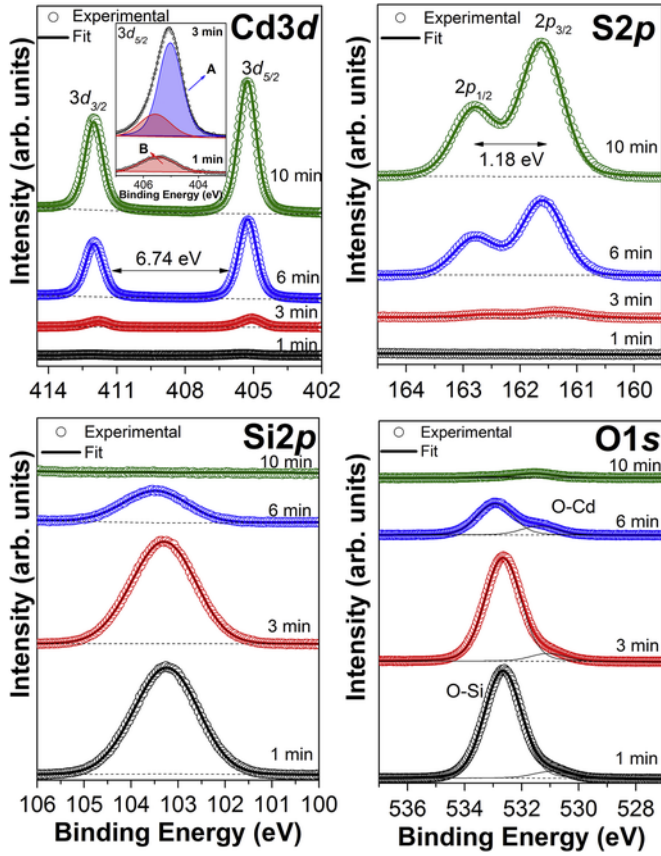 Experimental
Fit
Cd3d
3d5/2
3 min
A
B
1 min
406 404
Binding Energy (eV)
3d3/2
3d5/2
10 min
6.74 eV
6 min
3 min
1 min
414 411 408 405 402
Intensity (arb. units)
Experimental
Fit
S2p
2p3/2
2p1/2
10 min
1.18 eV
6 min
3 min
1 min
164 163 162 161 160
Intensity (arb. units)
Experimental
Fit
Si2p
10 min
6 min
3 min
1 min
106 105 104 103 102 101 100
Binding Energy (eV)
Intensity (arb. units)
Experimental
Fit
O1s
10 min
O-Cd
6 min
3 min
O-Si
1 min
536 534 532 530 528
Binding Energy (eV)
Intensity (arb. units)